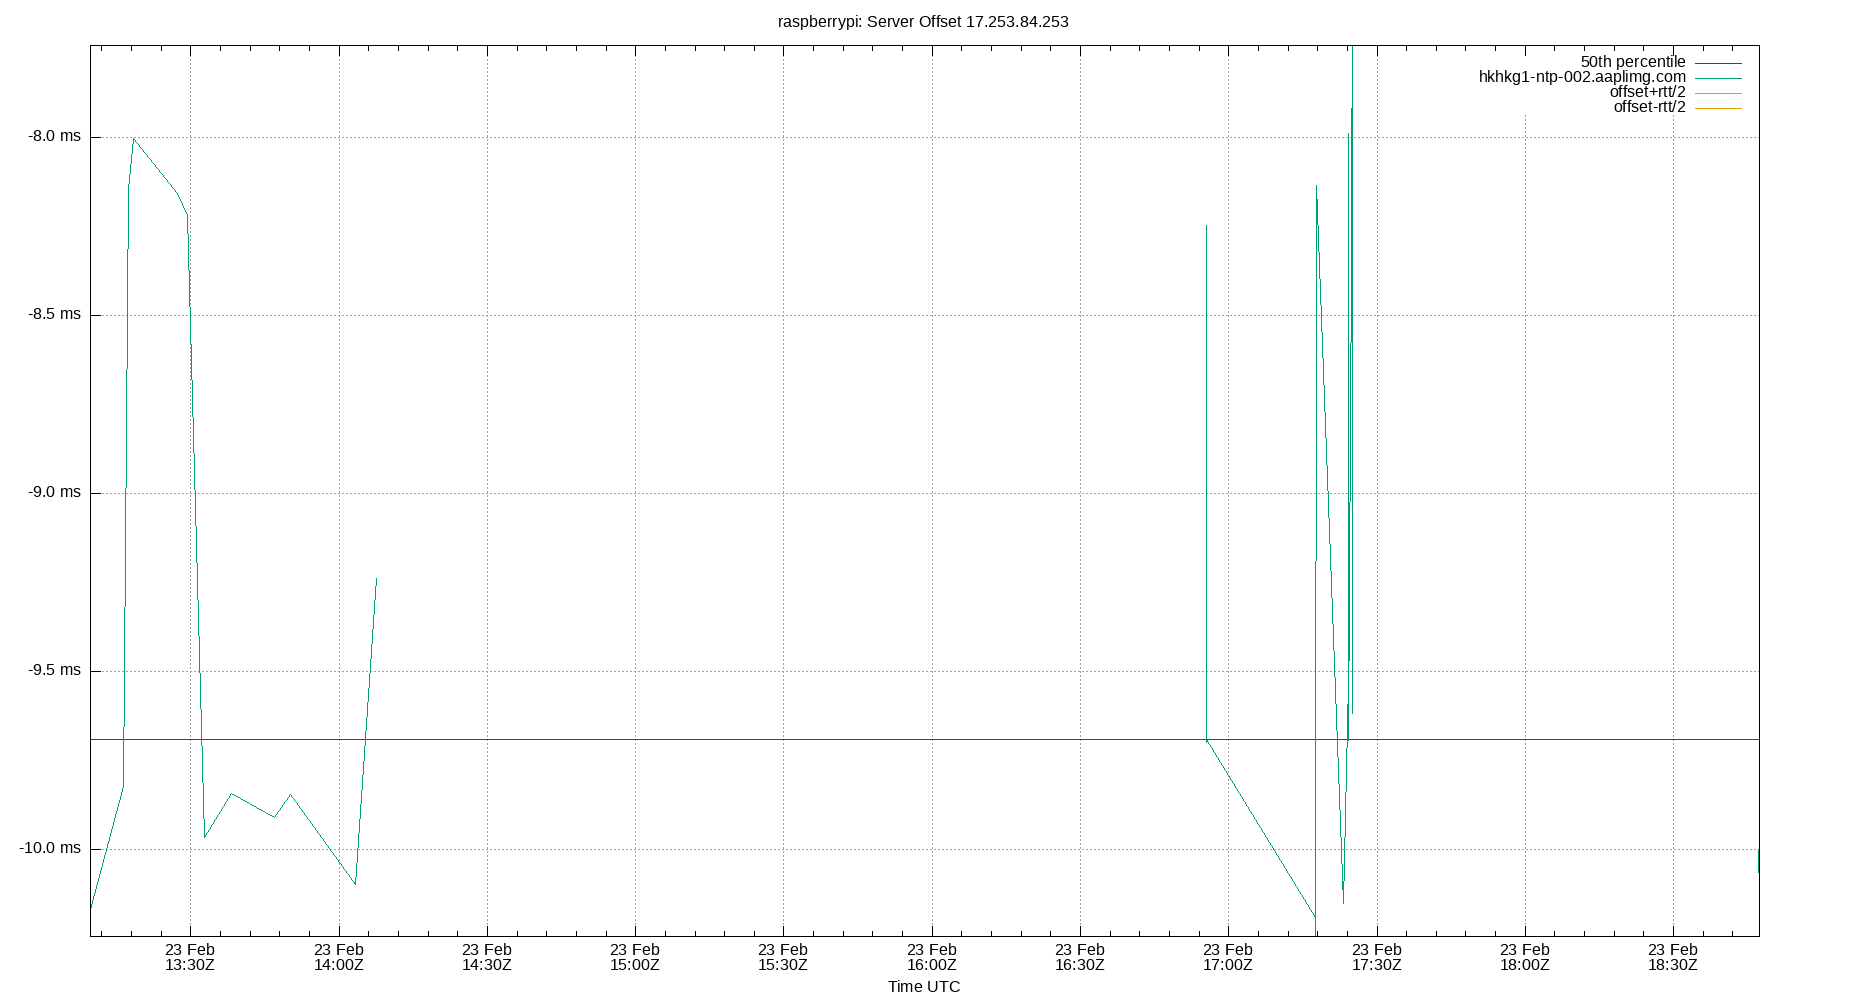 raspberrypi: Server Offset 17.253.84.253
50th percentile
hkhkg1-ntp-002.aaplimg.com
offset+rtt/2
offset-rtt/2
-8.0 ms
-8.5 ms
-9.0 ms
-9.5 ms
-10.0 ms
23 Feb 23 Feb 23 Feb 23 Feb 23 Feb 23 Feb 23 Feb 23 Feb 23 Feb 23 Feb 23 Feb
13:30Z 14:00Z 14:30Z 15:00Z 15:30Z 16:00Z 16:30Z 17:00Z 17:30Z 18:00Z 18:30Z
Time UTC